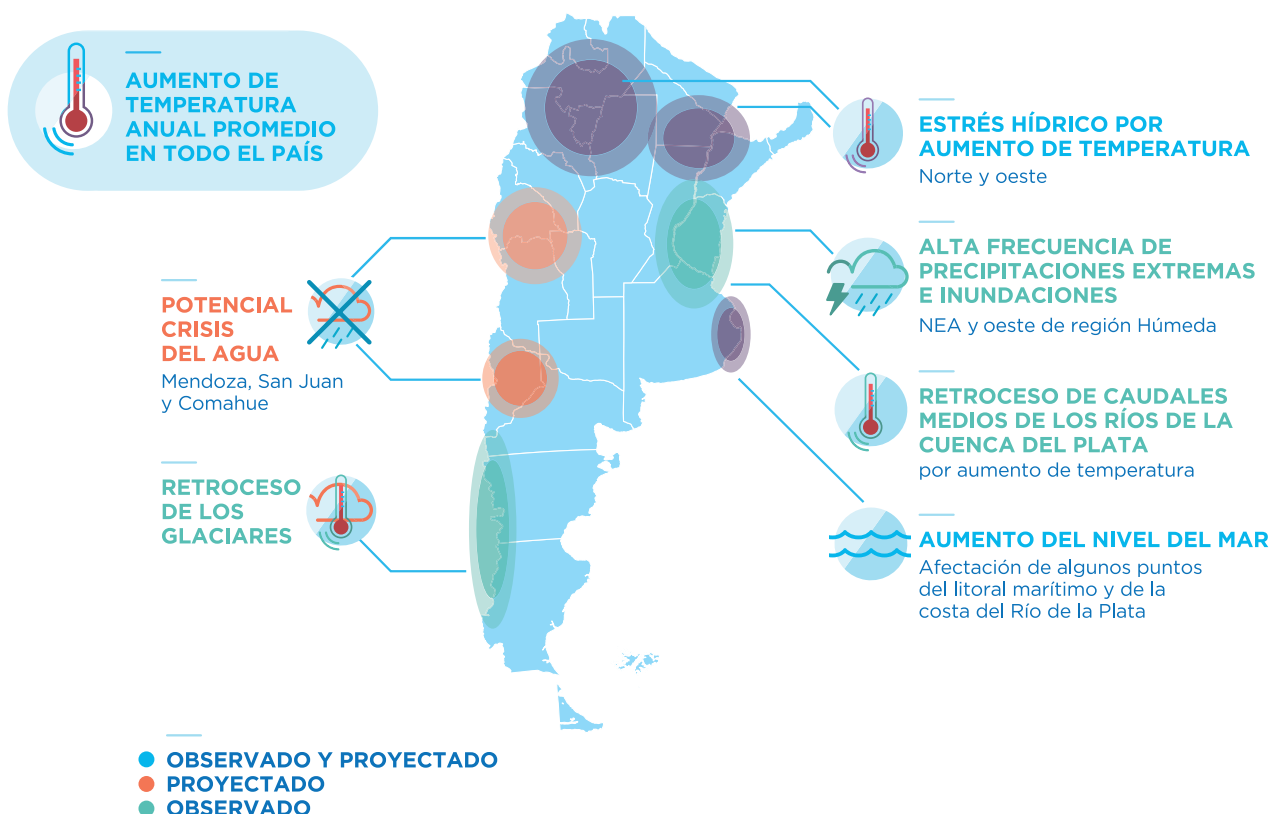 AUMENTO DE
TEMPERATURA
ANUAL PROMEDIO
EN TODO EL PAÍS
POTENCIAL
CRISIS
DEL AGUA
Mendoza, San Juan
y Comahue
RETROCESO
DE LOS
GLACIARES
ESTRÉS HÍDRICO POR
AUMENTO DE TEMPERATURA
Norte y oeste
ALTA FRECUENCIA DE
PRECIPITACIONES EXTREMAS
E INUNDACIONES
NEA y oeste de región Húmeda
RETROCESO DE CAUDALES
MEDIOS DE LOS RÍOS DE LA
CUENCA DEL PLATA
por aumento de temperatura
AUMENTO DEL NIVEL DEL MAR
Afectación de algunos puntos
del litoral marítimo y de la
costa del Río de la Plata
OBSERVADO Y PROYECTADO
PROYECTADO
OBSERVADO